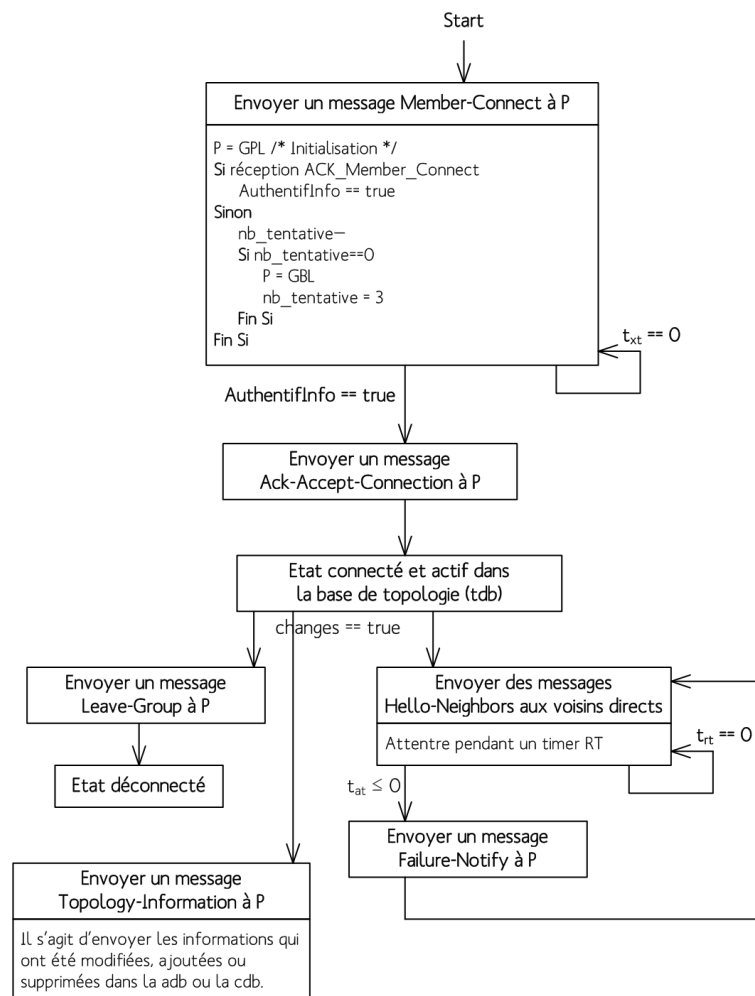 Start
Envoyer un message Member-Connect à P
P = GPL /* Initialisation */
Si réception ACK_Member_Connect
AuthentifInfo == true
Sinon
nb_tentative—
Si nb_tentative==0
P = GBL
nb_tentative = 3
Fin Si
Fin Si
t_xt == 0
AuthentifInfo == true
Envoyer un message
Ack-Accept-Connection à P
Etat connecté et actif dans
la base de topologie (tdb)
changes == true
Envoyer un message
Leave-Group à P
Envoyer des messages
Hello-Neighbors aux voisins directs
Attentre pendant un timer RT
t_rt == 0
Etat déconnecté
t_at ≤ 0
Envoyer un message
Failure-Notify à P
Envoyer un message
Topology-Information à P
Il s'agit d'envoyer les informations qui
ont été modifiées, ajoutées ou
supprimées dans la adb ou la cdb.